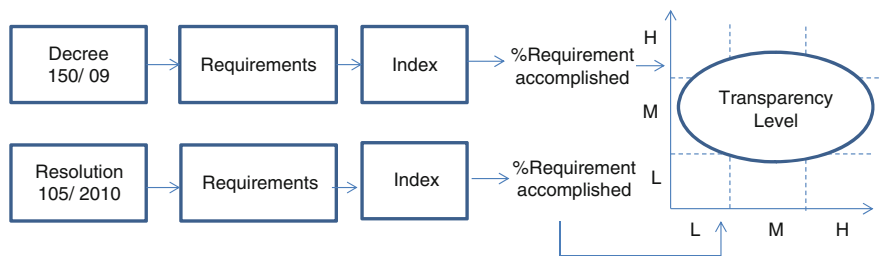 Decree
150/ 09
Requirements
Index
%Requirement
accomplished
Resolution
105/ 2010
Requirements
Index
%Requirement
accomplished
H
M
L
Transparency
Level
L
M
H